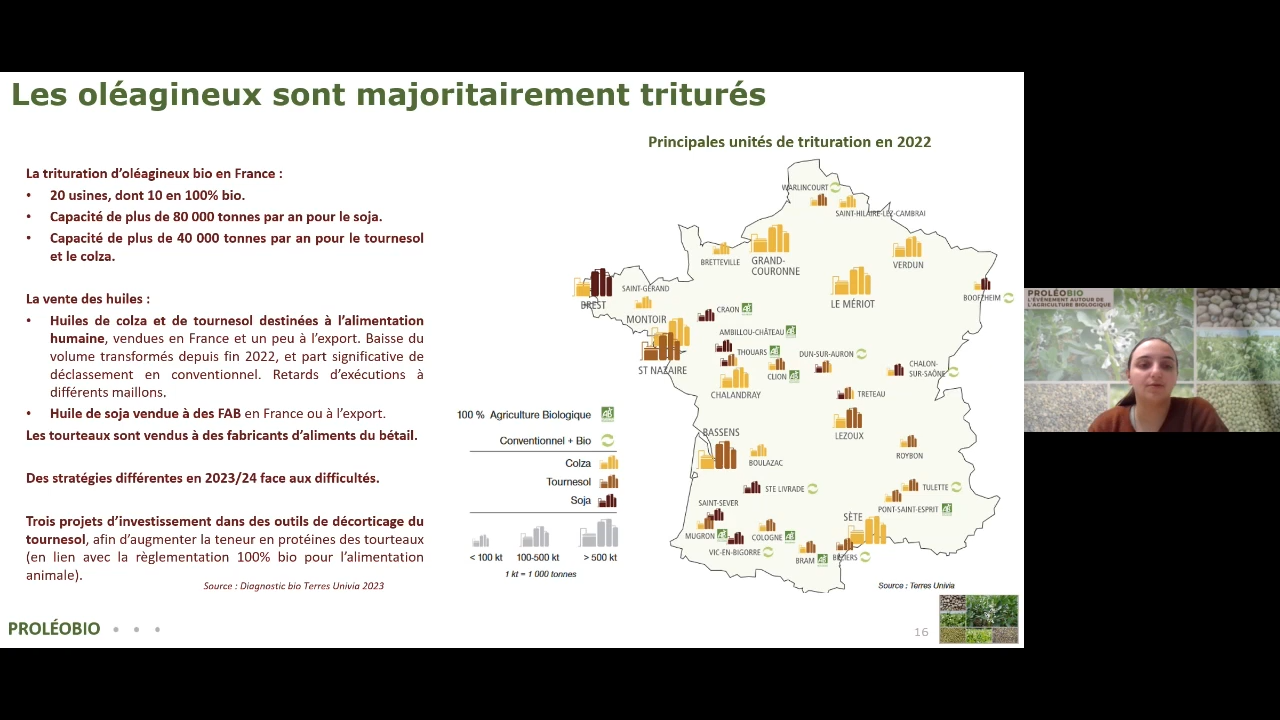 Les oléagineux sont majoritairement triturés
La trituration d'oléagineux bio en France :
• 20 usines, dont 10 en 100% bio.
• Capacité de plus de 80 000 tonnes par an pour le soja.
• Capacité de plus de 40 000 tonnes par an pour le tournesol
et le colza.
La vente des huiles :
• Huiles de colza et de tournesol destinées à l'alimentation
humaine, vendues en France et un peu à l'export. Baisse du
volume transformés depuis fin 2022, et part significative de
déclassement en conventionnel. Retards d'exécutions à
différents maillons.
• Huile de soja vendue à des FAB en France ou à l'export.
Les tourteaux sont vendus à des fabricants d'aliments du bétail.
Des stratégies différentes en 2023/24 face aux difficultés.
Trois projets d'investissement dans des outils de décorticage du
tournesol, afin d'augmenter la teneur en protéines des tourteaux
(en lien avec la règlementation 100% bio pour l'alimentation
animale).
Source : Diagnostic bio Terres Univia 2023
Principales unités de trituration en 2022
WARLINCOURT
SAINT-HILAIRE-LEZ-CAMBRAI
BRETTEVILLE
GRAND-
COURONNE
VERDUN
BREST
SAINT-GÉRAND
LE MÉRIOT
BOOFZHEIM
MONTOIR
CRAON
AMBILLOU-CHÂTEAU
THOUARS
DUN-SUR-AURON
ST NAZAIRE
CLION
CHALON-
SUR-SAÔNE
CHALANDRAY
TRETEAU
BASSENS
LEZOUX
BOULAZAC
ROYBON
STE LIVRADE
TULETTE
SAINT-SEVER
PONT-SAINT-ESPRIT
SÈTE
MUGRON
COLOGNE
VIC-EN-BIGORRE
BRAM
BÉZIERS
100 % Agriculture Biologique
AB
Conventionnel + Bio
Colza
Tournesol
Soja
< 100 kt 100-500 kt > 500 kt
1 kt = 1 000 tonnes
Source : Terres Univia
PROLÉOBIO
16
PROLÉOBIO
L'ÉVÉNEMENT AUTOUR DE
L'AGRICULTURE BIOLOGIQUE